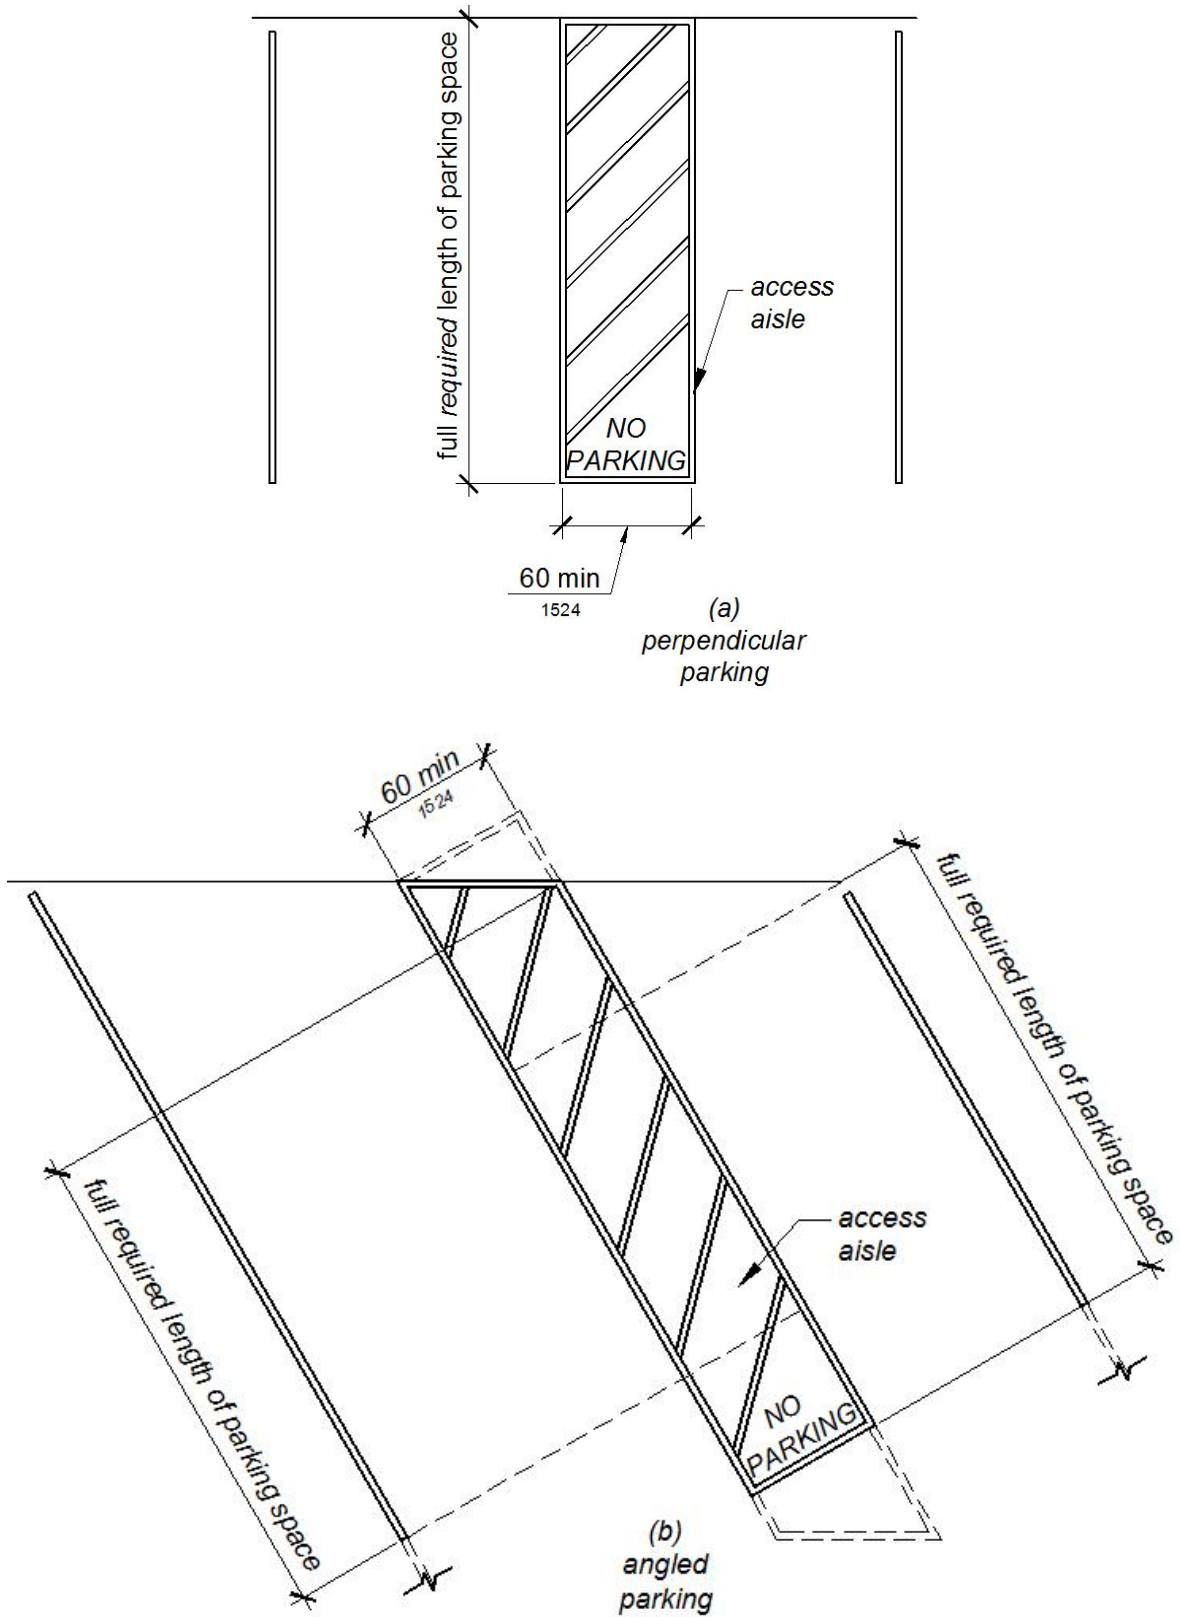 full required length of parking space
access
aisle
NO
PARKING
60 min
1524
(a)
perpendicular
parking
60 min
1524
full required length of parking space
full required length of parking space
access
aisle
NO
PARKING
(b)
angled
parking